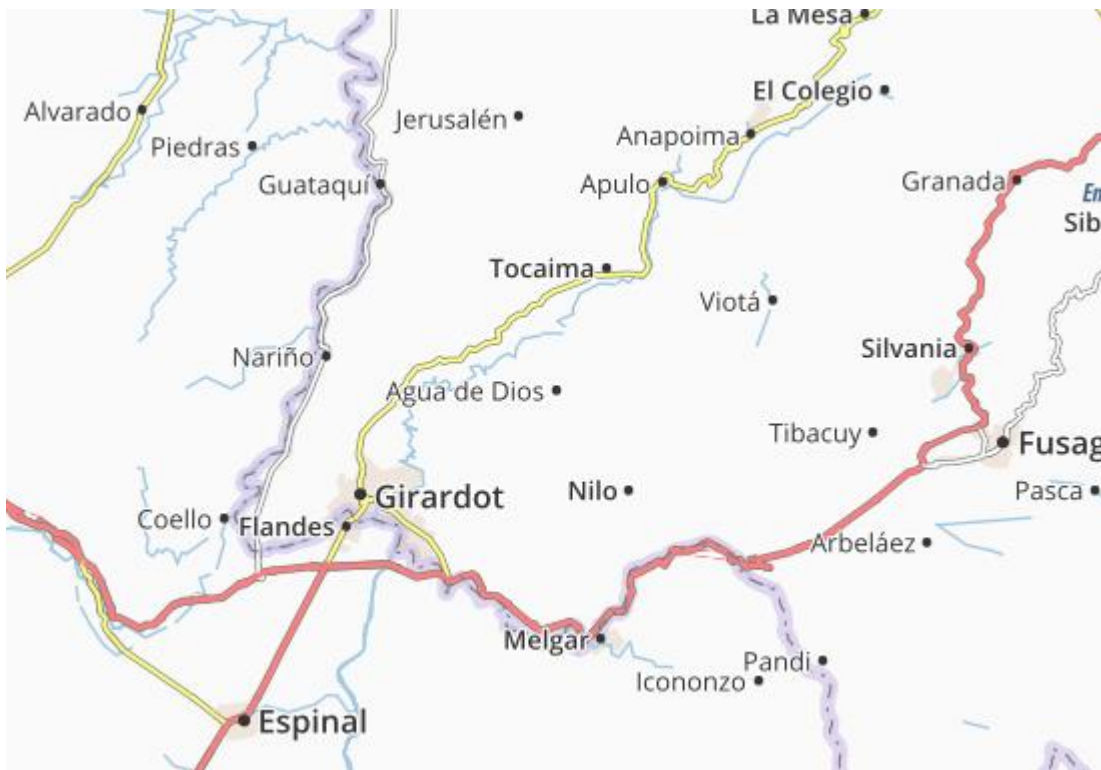 La Mesa
El Colegio
Alvarado
Jerusalén
Anapoima
Piedras
Guataquí
Apulo
Granada
Sib
Tocaima
Viotá
Silvania
Nariño
Agua de Dios
Tibacuy
Fusag
Girardot
Nilo
Pasca
Coello
Flandes
Arbeláez
Melgar
Pandi
Icononzo
Espinal